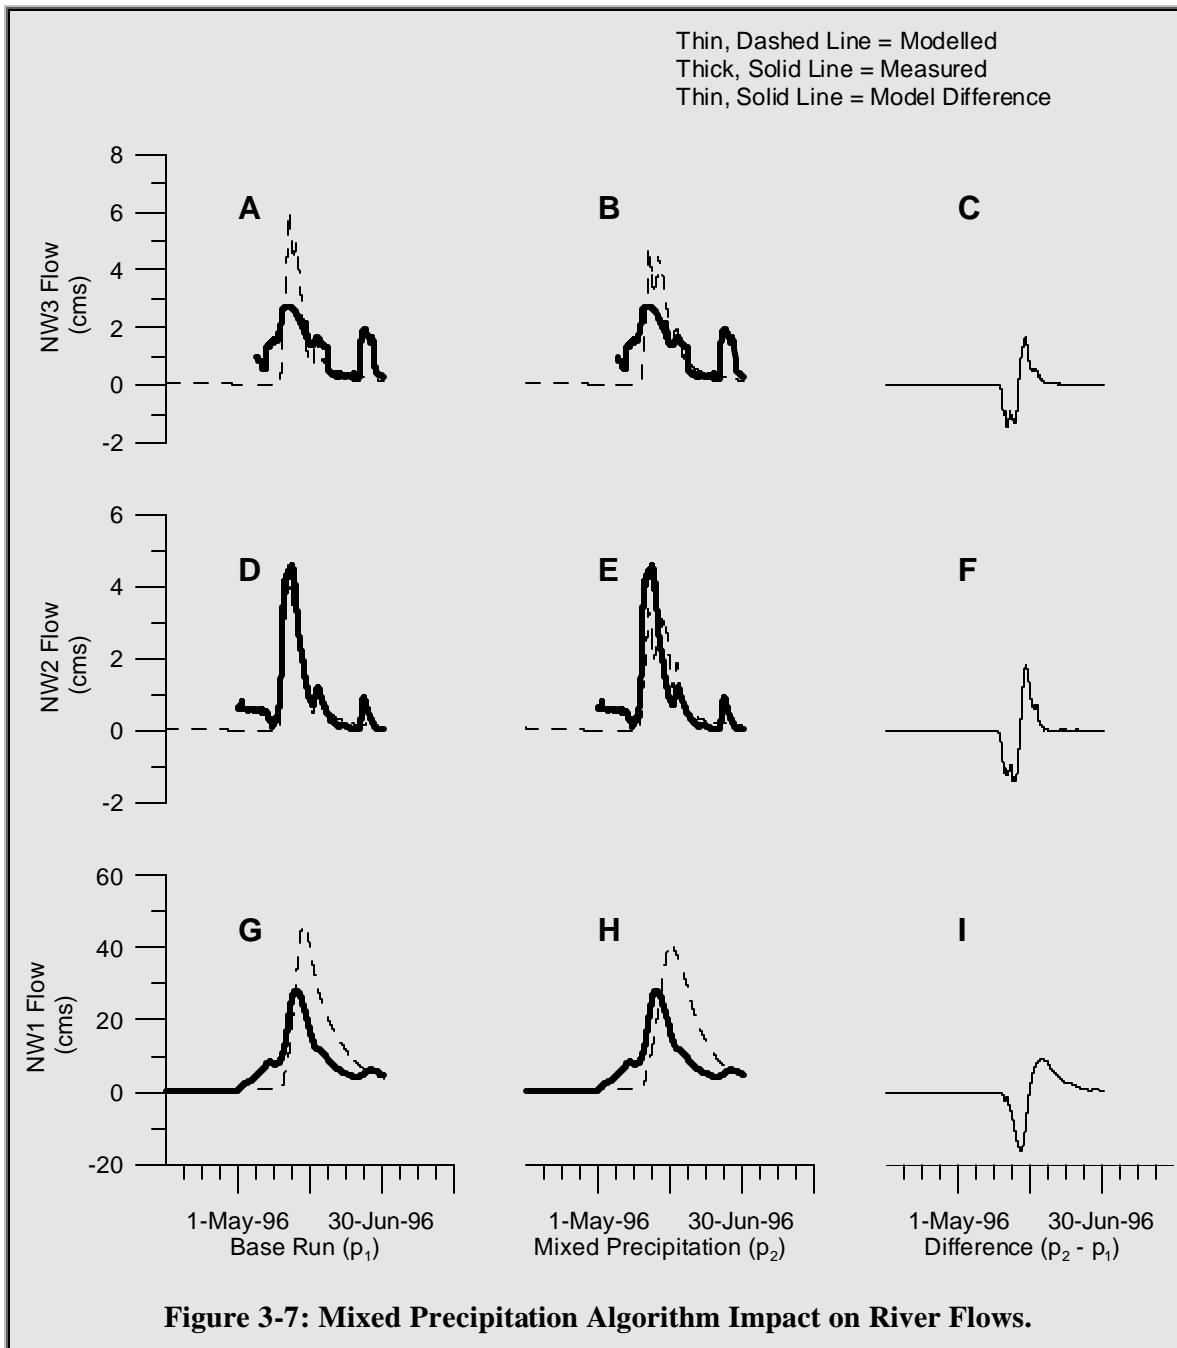 Thin, Dashed Line = Modelled
Thick, Solid Line = Measured
Thin, Solid Line = Model Difference
NW3 Flow
(cms)
8
6
4
2
0
-2
A
B
C
NW2 Flow
(cms)
6
4
2
0
-2
D
E
F
NW1 Flow
(cms)
60
40
20
0
-20
G
H
I
1-May-96 30-Jun-96
Base Run (p₁)
1-May-96 30-Jun-96
Mixed Precipitation (p₂)
1-May-96 30-Jun-96
Difference (p₂ - p₁)
Figure 3-7: Mixed Precipitation Algorithm Impact on River Flows.